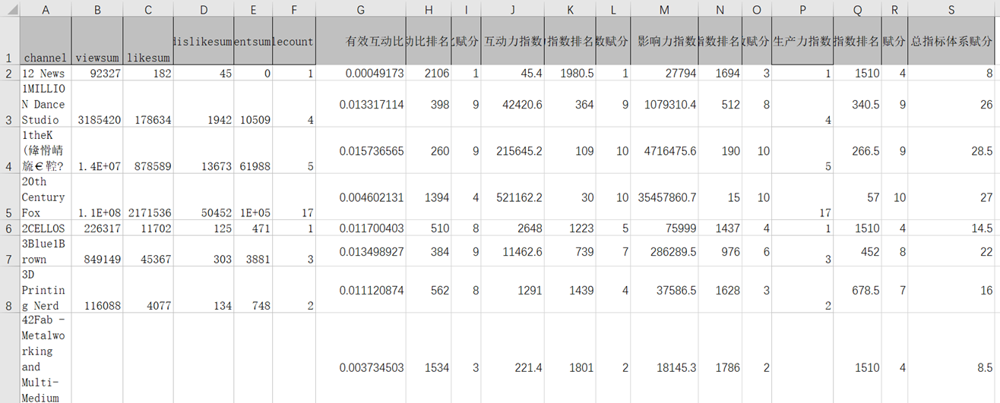 A B C D E F G H I J K L M N O P Q R S
dislikesum entsum lecount 有效互动比 动比排名 赋分 互动力指数 指数排名 数赋分 影响力指数 指数排名 赋分 生产力指数 指数排名 赋分 总指标体系赋分
1 channel viewsum likesum
2 12 News 92327 182 45 0 1 0.00049173 2106 1 45.4 1980.5 1 27794 1694 3 1 1510 4 8
1MILLIO
N Dance 0.013317114 398 9 42420.6 364 9 1079310.4 512 8 340.5 9 26
3 Studio 3185420 178634 1942 10509 4 4
1theK
0.015736565 260 9 215645.2 109 10 4716475.6 190 10 266.5 9 28.5
4 1.4E+07 878589 13673 61988 5 5
20th
Century 0.004602131 1394 4 521162.2 30 10 35457860.7 15 10 57 10 27
5 Fox 1.1E+08 2171536 50452 1E+05 17 17
6 2CELLOS 226317 11702 125 471 1 0.011700403 510 8 2648 1223 5 75999 1437 4 1 1510 4 14.5
3Blue1B 0.013498927 384 9 11462.6 739 7 286289.5 976 6 452 8 22
7 rown 849149 45367 303 3881 3 3
3D
Printin 0.011120874 562 8 1291 1439 4 37586.5 1628 3 678.5 7 16
8 g Nerd 116088 4077 134 748 2 2
42Fab -
Metalwo
rking
and 0.003734503 1534 3 221.4 1801 2 18145.3 1786 2 1510 4 8.5
Multi-
Medium